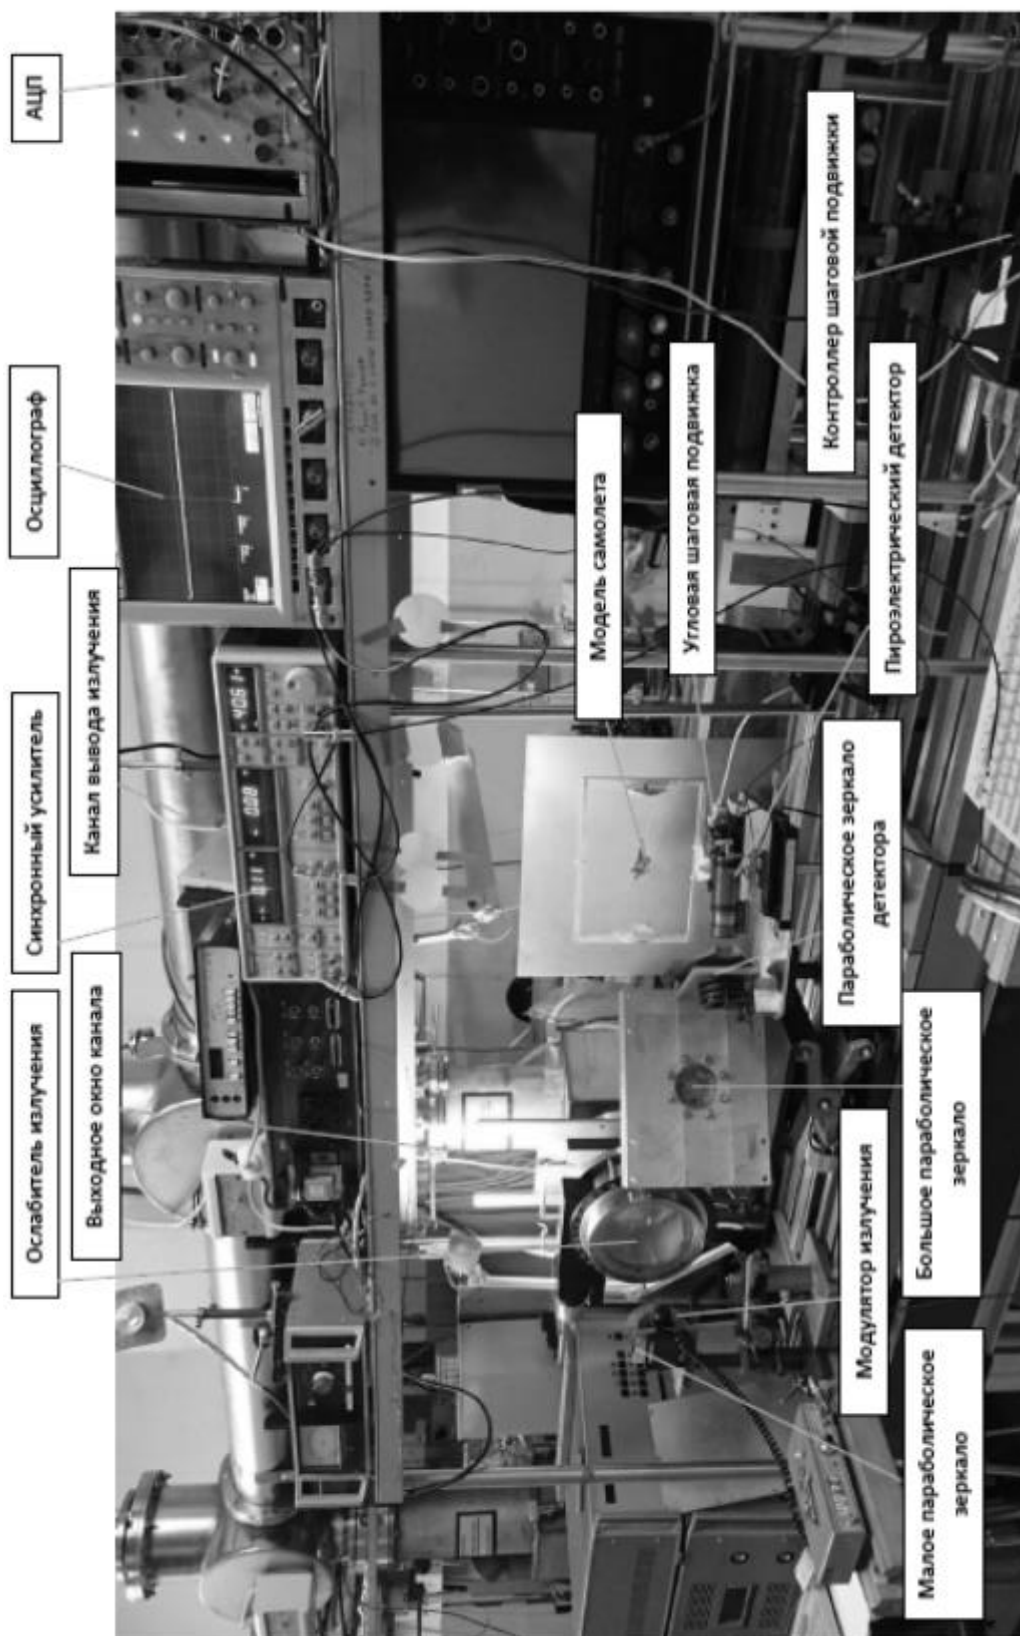 Ослабитель излучения
Выходное окно канала
Синхронный усилитель
Канал вывода излучения
Осциллограф
АЦП
Модель самолета
Угловая шаговая подвижка
Контроллер шаговой подвижки
Пироэлектрический детектор
Параболическое зеркало
детектора
Большое параболическое
зеркало
Модулятор излучения
Малое параболическое
зеркало